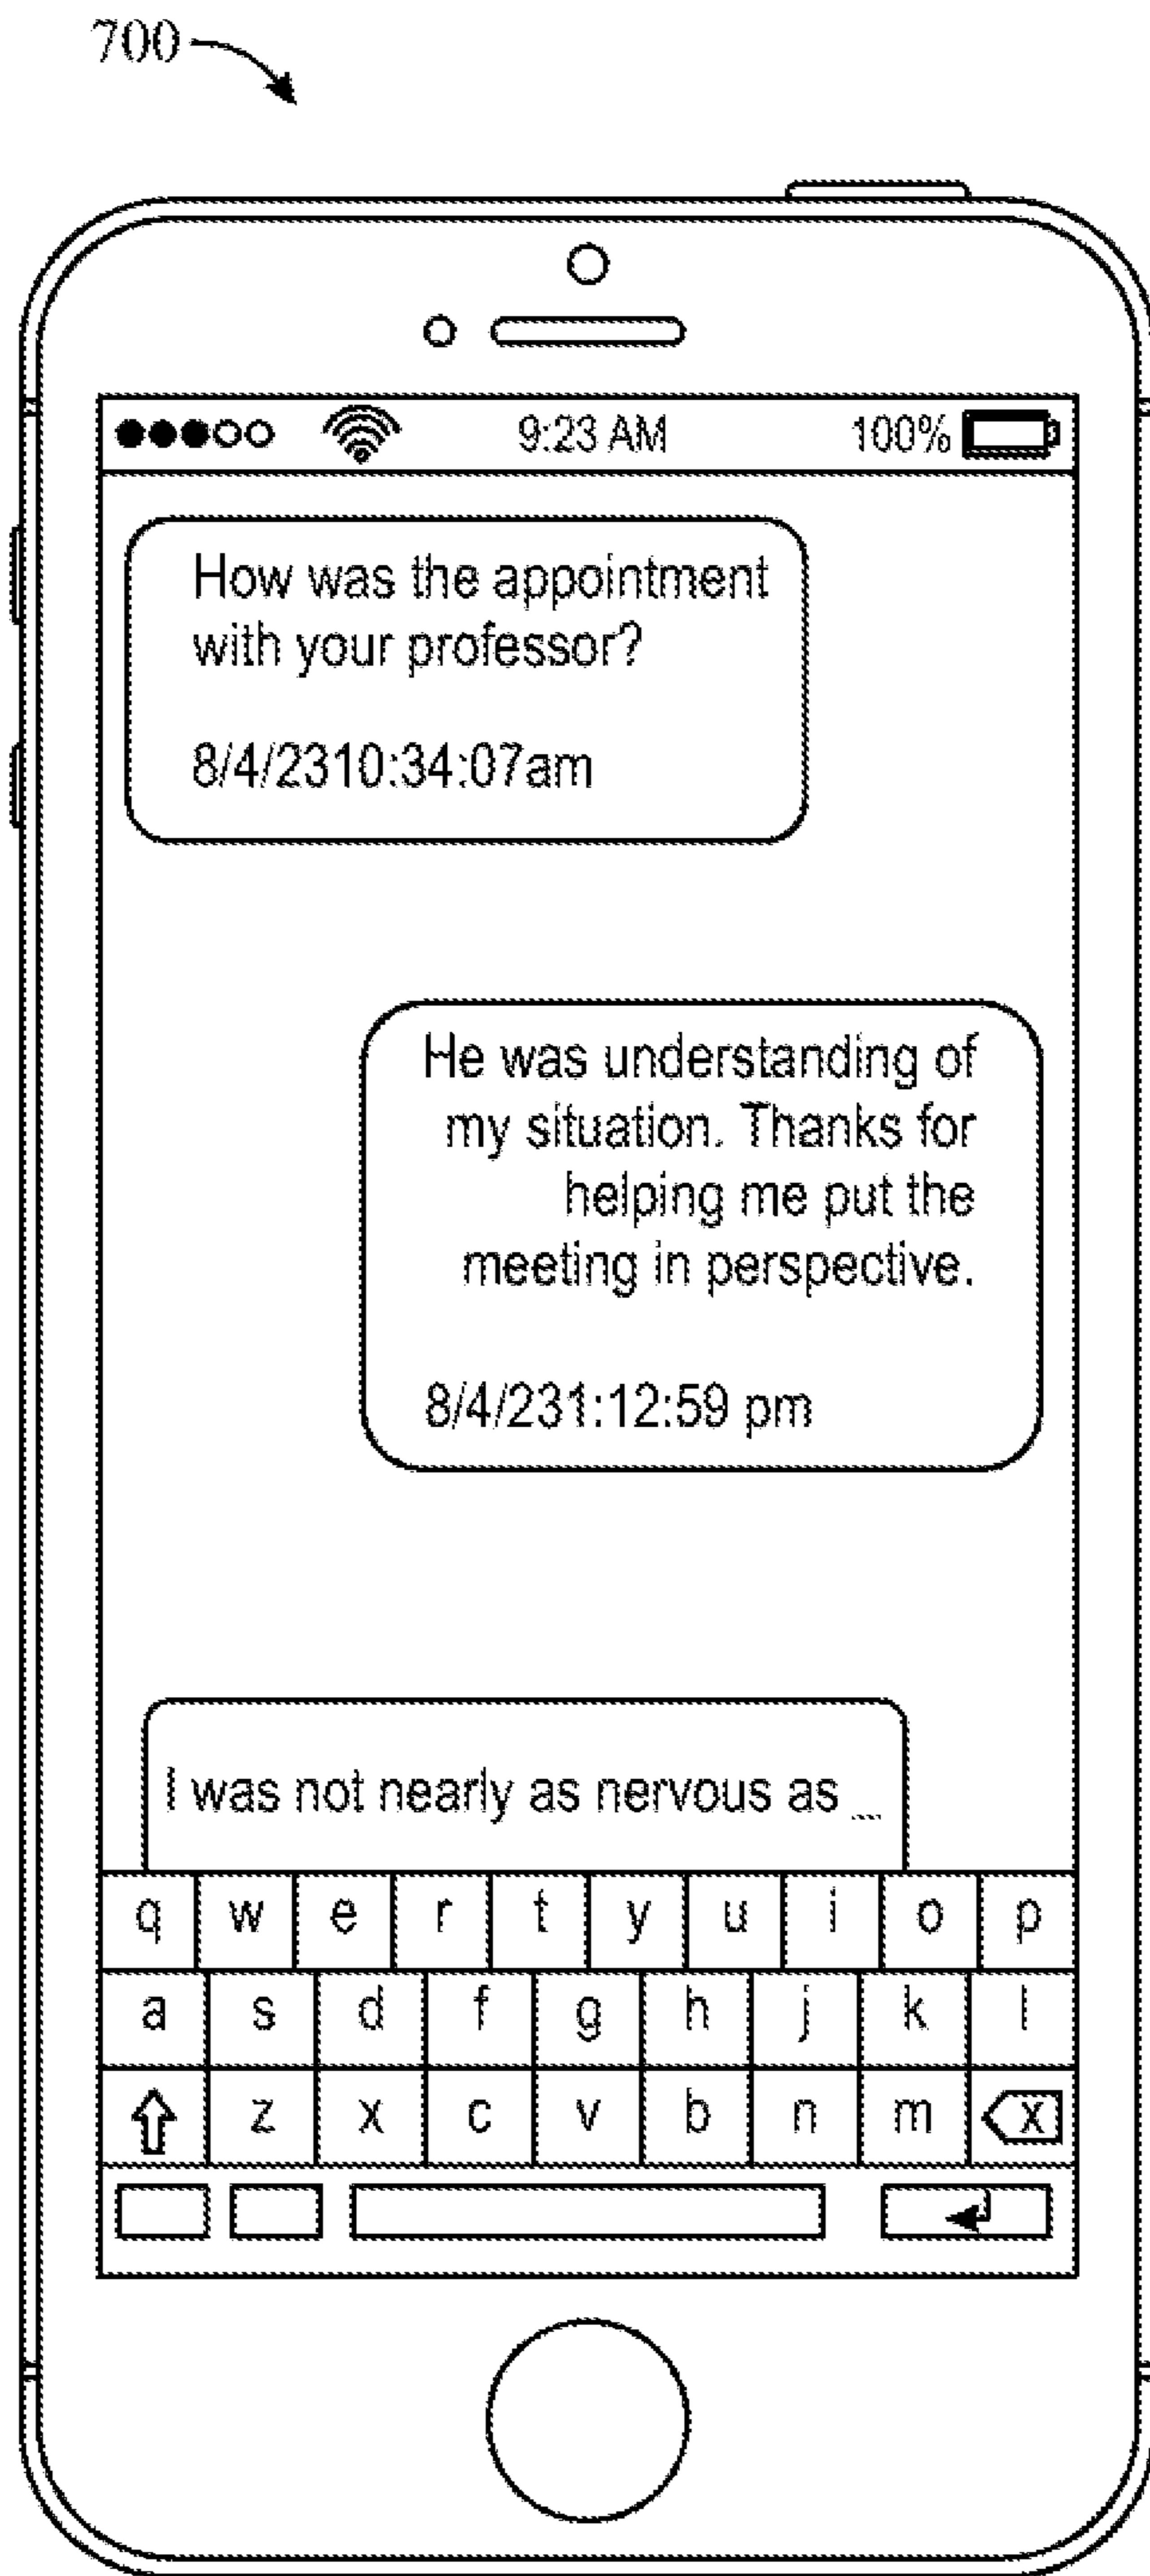 700
9:23 AM 100%
How was the appointment
with your professor?
8/4/2310:34:07am
He was understanding of
my situation. Thanks for
helping me put the
meeting in perspective.
8/4/231:12:59 pm
I was not nearly as nervous as _
q w e r t y u i o p
a s d f g h j k l
z x c v b n m x